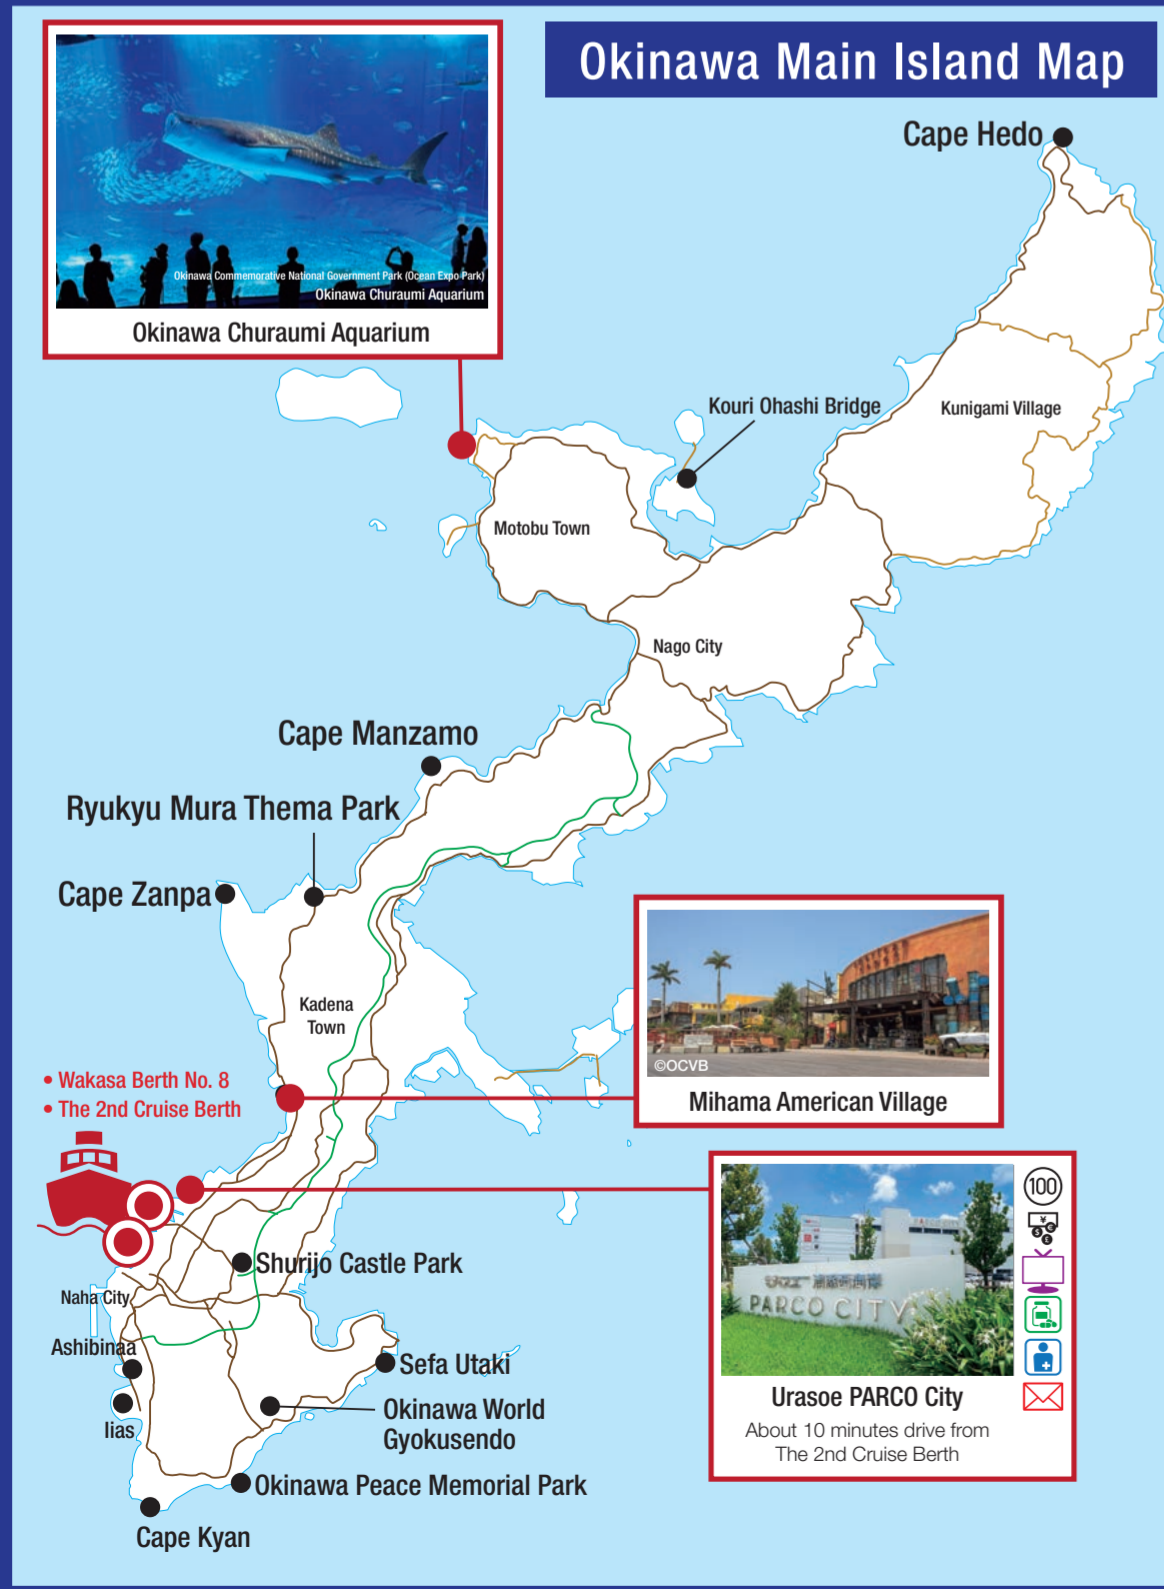 Okinawa Main Island Map
Okinawa Commemorative National Government Park (Ocean Expo Park)
Okinawa Churaumi Aquarium
Okinawa Churaumi Aquarium
Cape Hedo
Kouri Ohashi Bridge
Kunigami Village
Motobu Town
Nago City
Cape Manzamo
Ryukyu Mura Thema Park
Cape Zanpa
Kadena
Town
©OCVB
Mihama American Village
• Wakasa Berth No. 8
• The 2nd Cruise Berth
100
¥
$
€
£
PARCO CITY
Urasoe PARCO City
About 10 minutes drive from
The 2nd Cruise Berth
Shurijo Castle Park
Naha City
Ashibinaa
Iias
Sefa Utaki
Okinawa World
Gyokusendo
Okinawa Peace Memorial Park
Cape Kyan